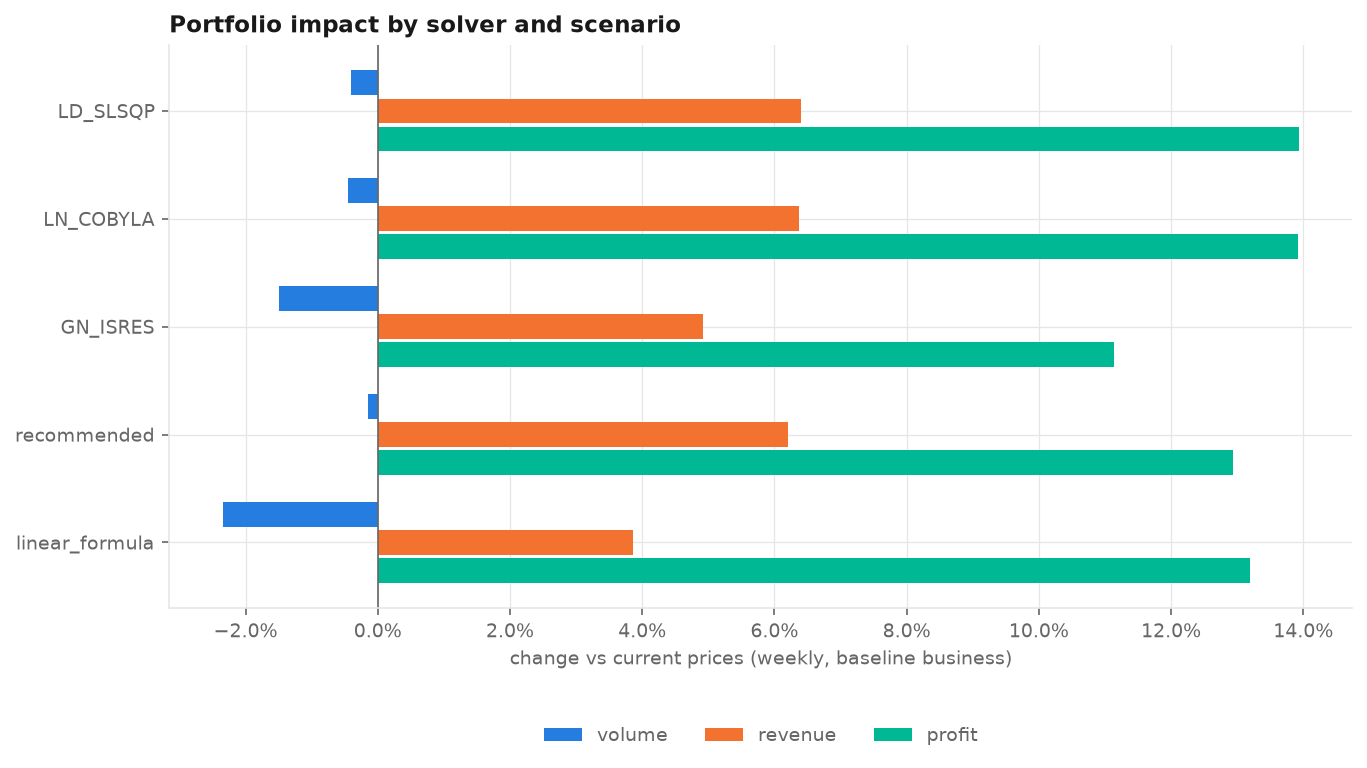 Portfolio impact by solver and scenario
LD_SLSQP
LN_COBYLA
GN_ISRES
recommended
linear_formula
−2.0% 0.0% 2.0% 4.0% 6.0% 8.0% 10.0% 12.0% 14.0%
change vs current prices (weekly, baseline business)
volume revenue profit